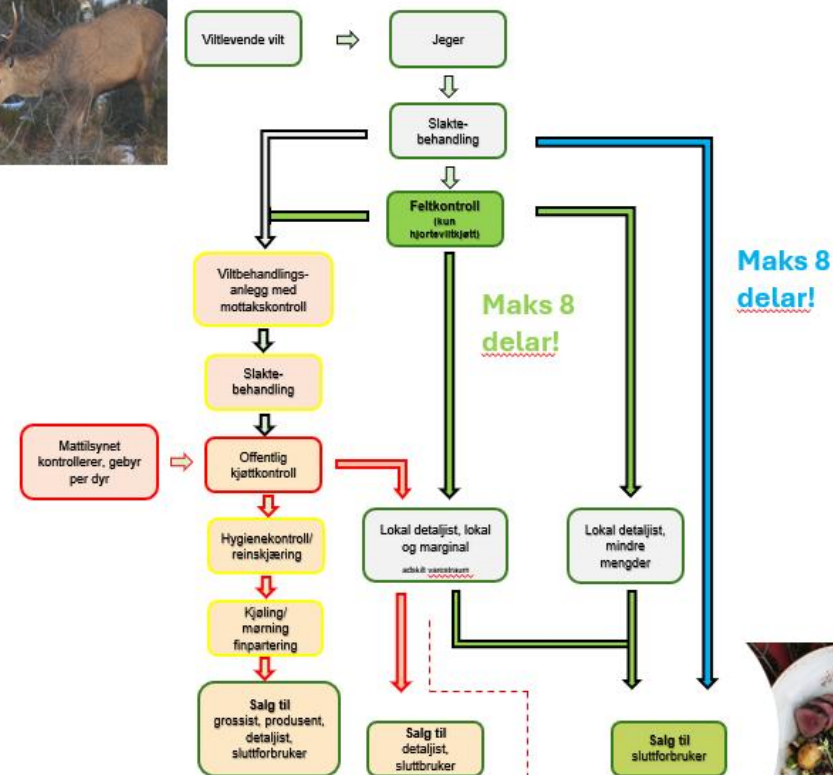 Viltlevende vilt
Jeger
Slakte-
behandling
Feltkontroll
(kun
hjorteviltkjøtt)
Viltbehandlings-
anlegg med
mottakskontroll
Maks 8
delar!
Maks 8
delar!
Slakte-
behandling
Mattilsynet
kontrollerer, gebyr
per dyr
Offentlig
kjøttkontroll
Lokal detaljist, lokal
og marginal
adskilt varestraum
Lokal detaljist,
mindre
mengder
Hygienekontroll/
reinskjæring
Kjøling/
mørning
finpartering
Salg til
grossist, produsent,
detaljist,
sluttforbruker
Salg til
detaljist,
sluttbruker
Salg til
sluttforbruker